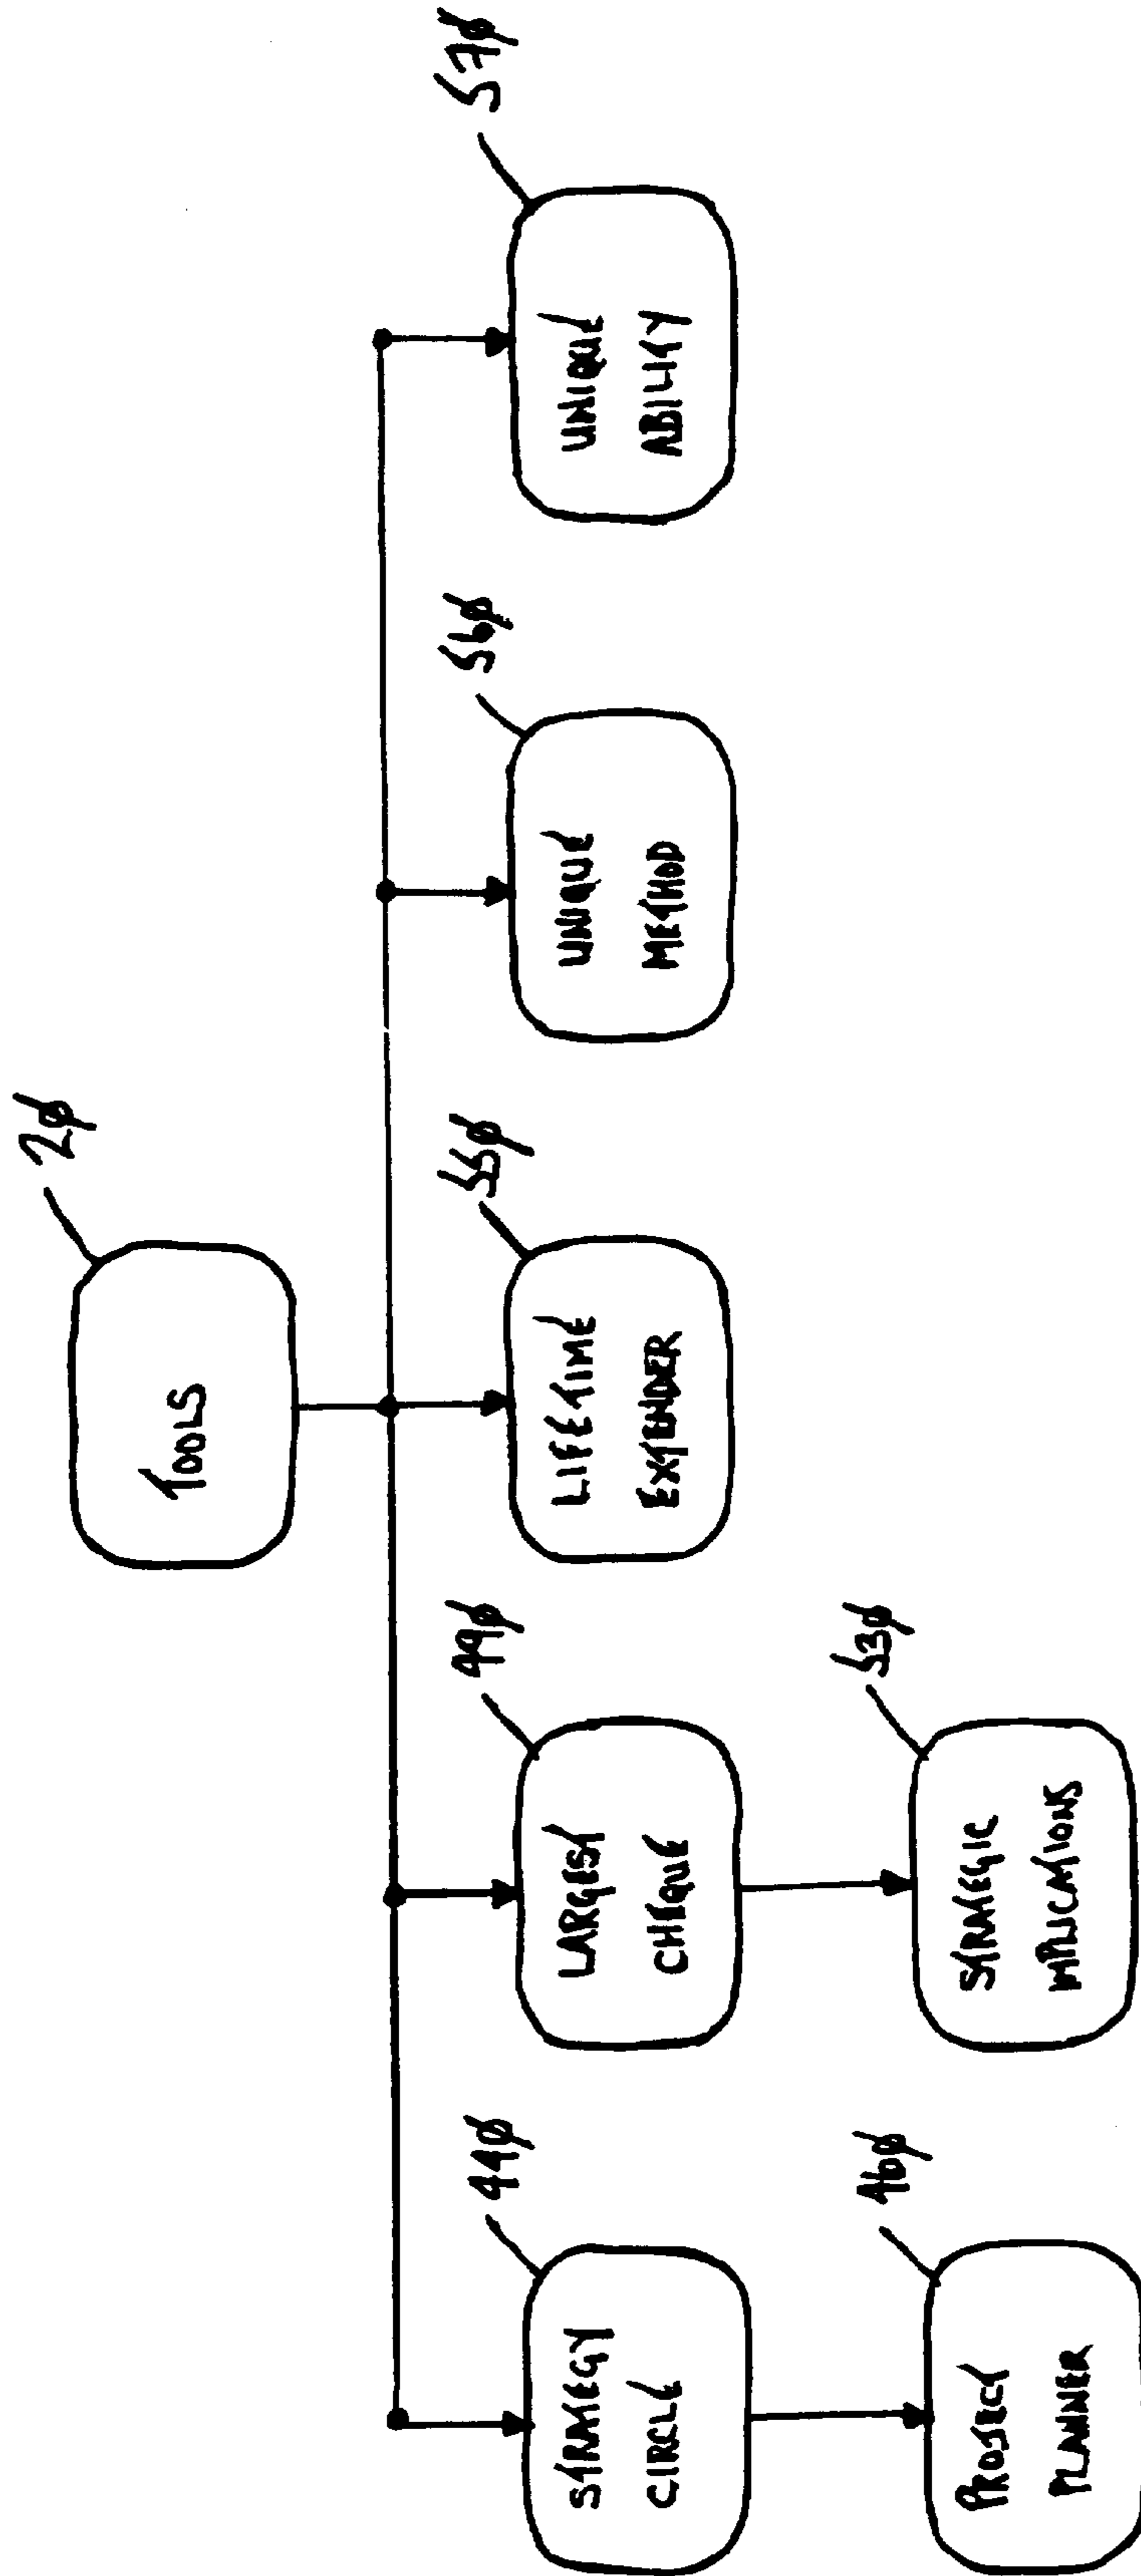 20
TOOLS
440
STRATEGY
CIRCLE
490
LARGEST
CHEQUE
550
LIFETIME
EXTENDER
560
UNIQUE
METHOD
570
UNIQUE
ABILITY
460
PROJECT
PLANNER
530
STRATEGIC
IMPLICATIONS